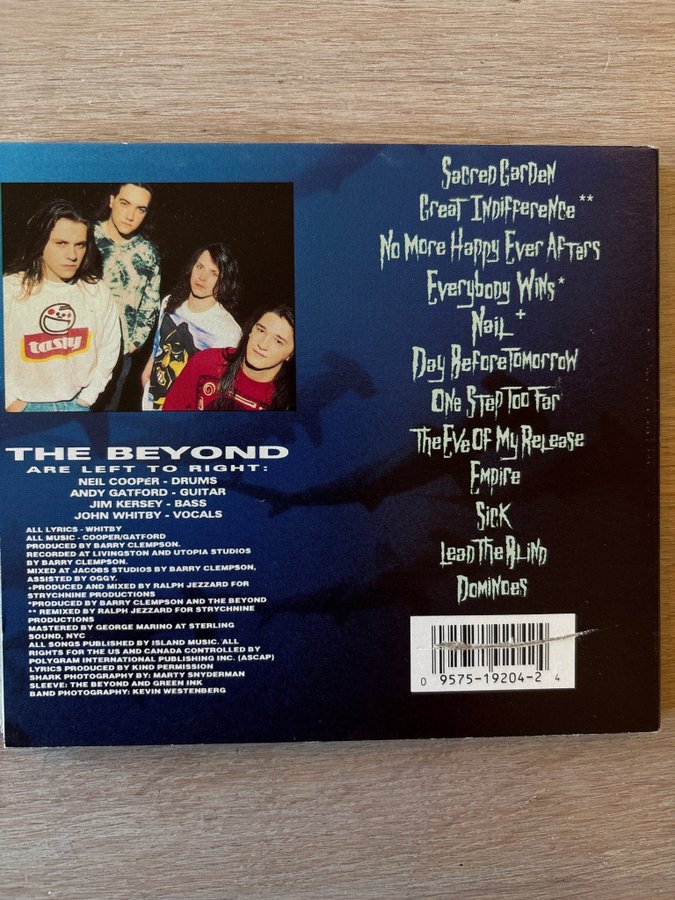 tasty
THE BEYOND
ARE LEFT TO RIGHT:
NEIL COOPER - DRUMS
ANDY GATFORD - GUITAR
JIM KERSEY - BASS
JOHN WHITBY - VOCALS
ALL LYRICS - WHITBY
ALL MUSIC - COOPER/GATFORD
PRODUCED BY BARRY CLEMPSON.
RECORDED AT LIVINGSTON AND UTOPIA STUDIOS
BY BARRY CLEMPSON.
MIXED AT JACOBS STUDIOS BY BARRY CLEMPSON,
ASSISTED BY OGGY.
+PRODUCED AND MIXED BY RALPH JEZZARD FOR
STRYCHNINE PRODUCTIONS
*PRODUCED BY BARRY CLEMPSON AND THE BEYOND
** REMIXED BY RALPH JEZZARD FOR STRYCHNINE
PRODUCTIONS
MASTERED BY GEORGE MARINO AT STERLING
SOUND, NYC
ALL SONGS PUBLISHED BY ISLAND MUSIC. ALL
RIGHTS FOR THE US AND CANADA CONTROLLED BY
POLYGRAM INTERNATIONAL PUBLISHING INC. (ASCAP)
LYRICS PRODUCED BY KIND PERMISSION
SHARK PHOTOGRAPHY BY: MARTY SNYDERMAN
SLEEVE: THE BEYOND AND GREEN INK
BAND PHOTOGRAPHY: KEVIN WESTENBERG
Sacred Garden
Great Indifference**
No More Happy Ever Afters
Everybody Wins*
Nail+
Day Before Tomorrow
One Step Too Far
The Eve Of My Release
Empire
Sick
Lead The Blind
Dominoes
0 9575-19204-2 4